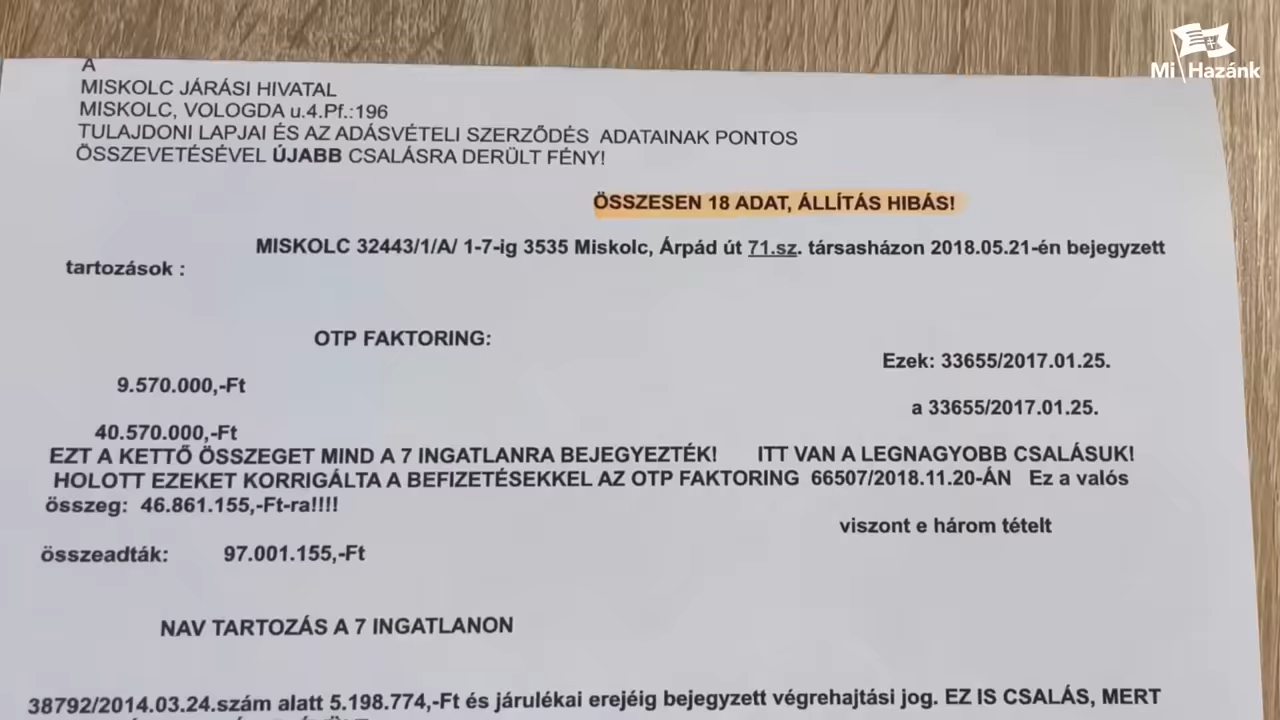 Mi Hazánk
A
MISKOLC JÁRÁSI HIVATAL
MISKOLC, VOLOGDA u.4.Pf.:196
TULAJDONI LAPJAI ÉS AZ ADÁSVÉTELI SZERZŐDÉS ADATAINAK PONTOS
ÖSSZEVETÉSÉVEL ÚJABB CSALÁSRA DERÜLT FÉNY!
ÖSSZESEN 18 ADAT, ÁLLÍTÁS HIBÁS!
MISKOLC 32443/1/A/ 1-7-ig 3535 Miskolc, Árpád út 71.sz. társasházon 2018.05.21-én bejegyzett
tartozások :
OTP FAKTORING:
Ezek: 33655/2017.01.25.
9.570.000,-Ft
a 33655/2017.01.25.
40.570.000,-Ft
EZT A KETTŐ ÖSSZEGET MIND A 7 INGATLANRA BEJEGYEZTÉK! ITT VAN A LEGNAGYOBB CSALÁSUK!
HOLOTT EZEKET KORRIGÁLTA A BEFIZETÉSEKKEL AZ OTP FAKTORING 66507/2018.11.20-ÁN Ez a valós
összeg: 46.861.155,-Ft-ra!!!!
viszont e három tételt
összeadták: 97.001.155,-Ft
NAV TARTOZÁS A 7 INGATLANON
38792/2014.03.24.szám alatt 5.198.774,-Ft és járulékai erejéig bejegyzett végrehajtási jog. EZ IS CSALÁS, MERT